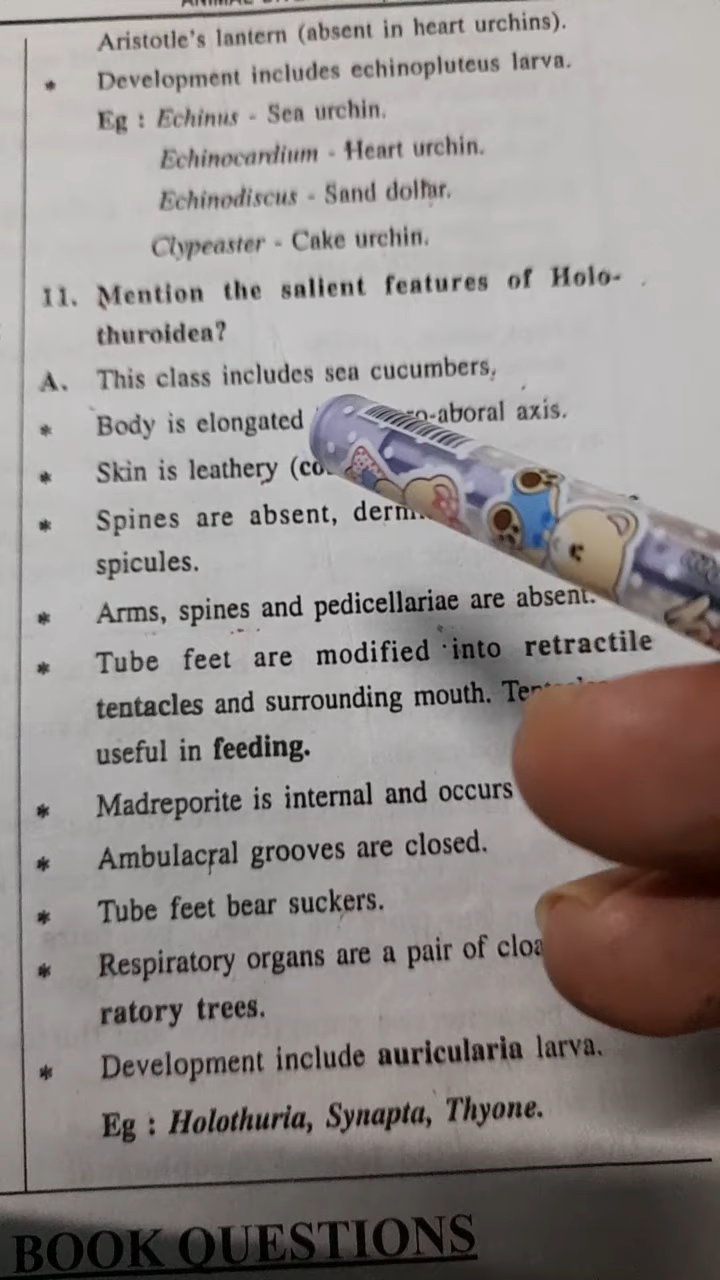 Aristotle's lantern (absent in heart urchins).
* Development includes echinopluteus larva.
Eg : Echinus - Sea urchin.
Echinocardium - Heart urchin.
Echinodiscus - Sand dollar.
Clypeaster - Cake urchin.
11. Mention the salient features of Holo-
thuroidea?
A. This class includes sea cucumbers.
* Body is elongated -aboral axis.
* Skin is leathery
* Spines are absent,
spicules.
* Arms, spines and pedicellariae are absent.
* Tube feet are modified into retractile
tentacles and surrounding mouth.
useful in feeding.
* Madreporite is internal and occurs
* Ambulacral grooves are closed.
* Tube feet bear suckers.
* Respiratory organs are a pair of
ratory trees.
* Development include auricularia larva.
Eg : Holothuria, Synapta, Thyone.
BOOK QUESTIONS